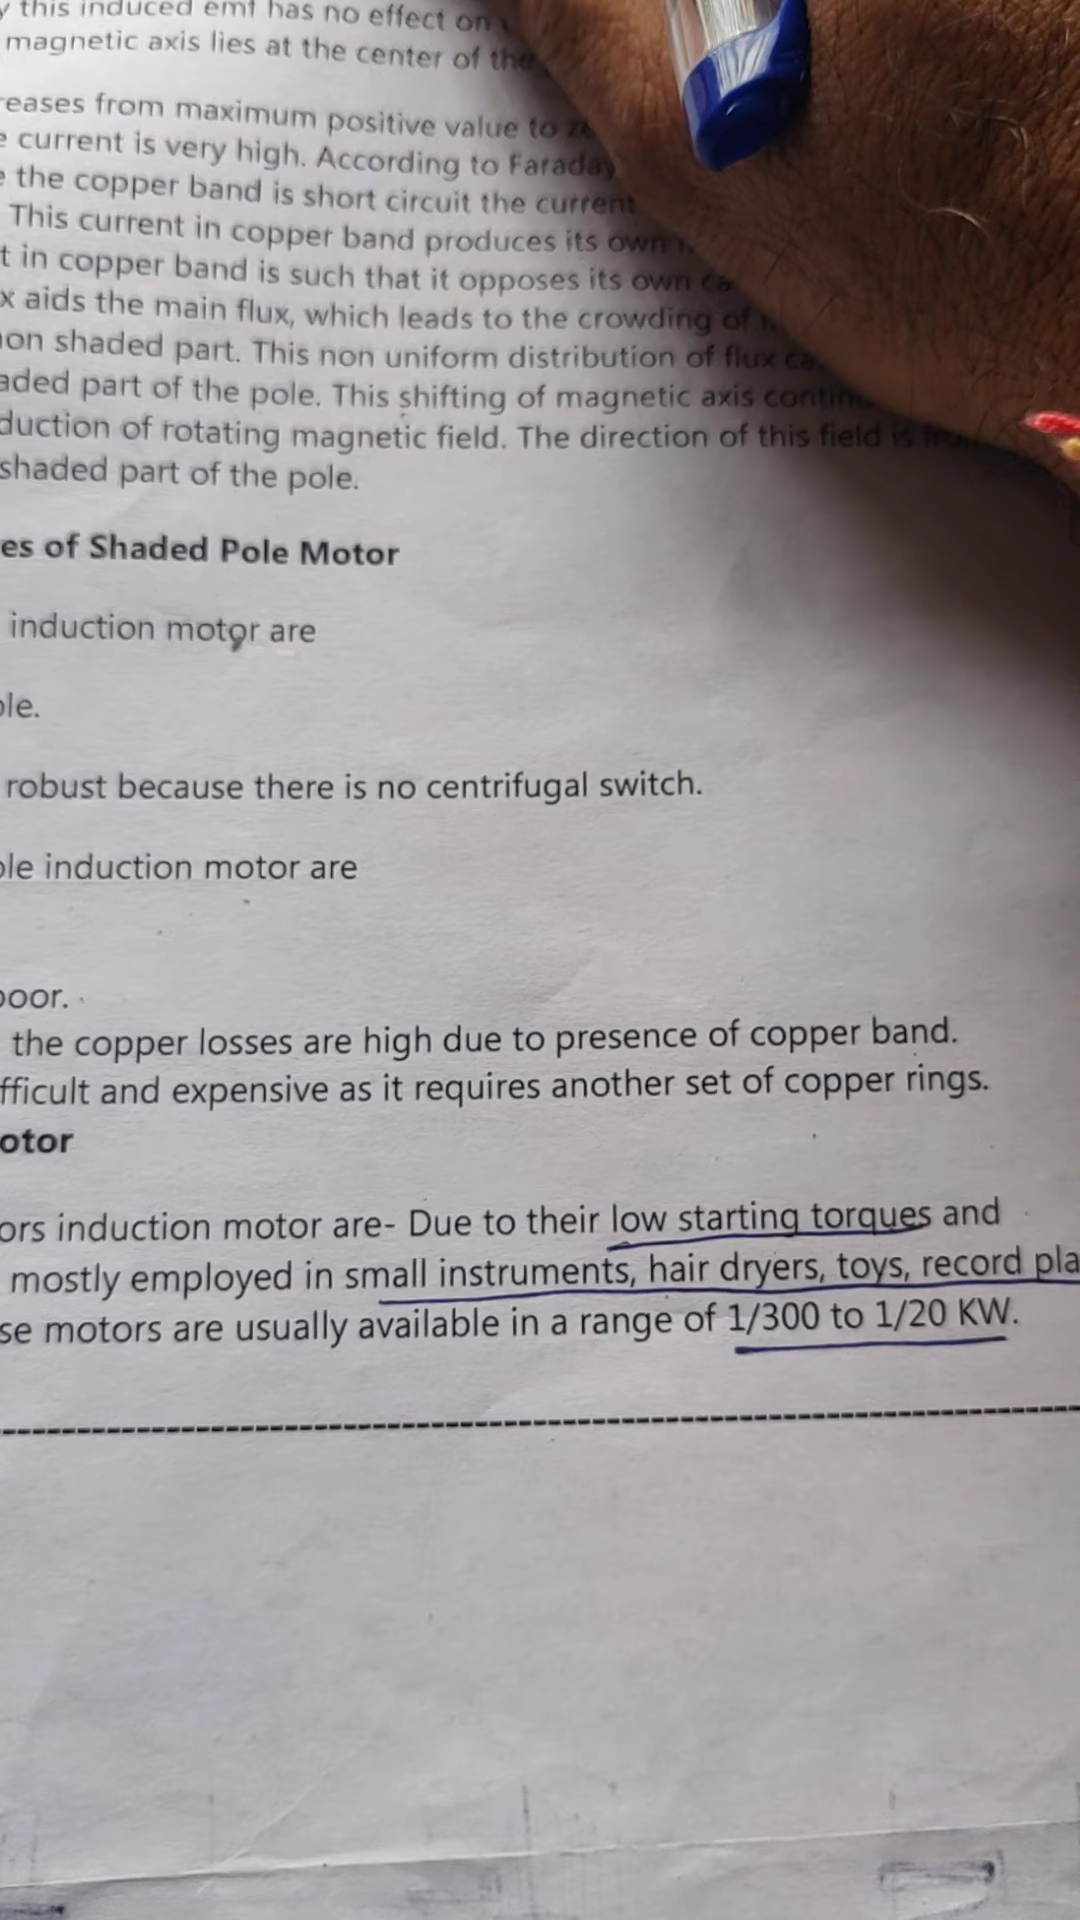 this induced emf has no effect on
magnetic axis lies at the center of the
reases from maximum positive value to
current is very high. According to Faraday
the copper band is short circuit the current
This current in copper band produces its own
t in copper band is such that it opposes its own
x aids the main flux, which leads to the crowding of
on shaded part. This non uniform distribution of flux
aded part of the pole. This shifting of magnetic axis
duction of rotating magnetic field. The direction of this field is
shaded part of the pole.
es of Shaded Pole Motor
induction motor are
ole.
robust because there is no centrifugal switch.
ole induction motor are
poor.
the copper losses are high due to presence of copper band.
fficult and expensive as it requires another set of copper rings.
otor
ors induction motor are- Due to their low starting torques and
mostly employed in small instruments, hair dryers, toys, record pla
se motors are usually available in a range of 1/300 to 1/20 KW.